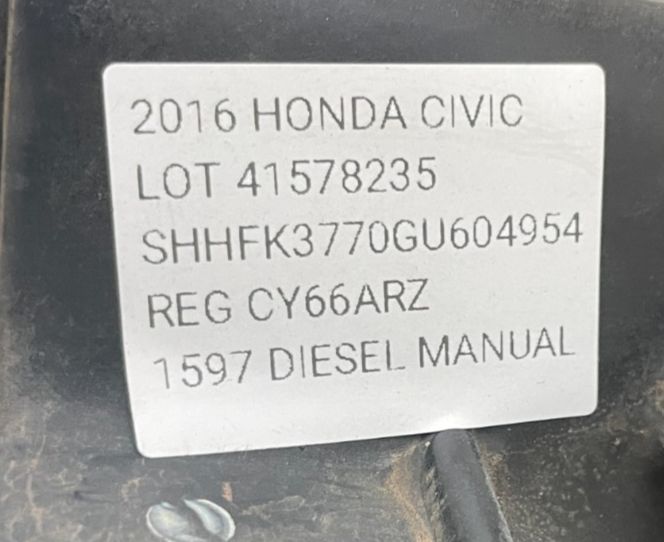 2016 HONDA CIVIC
LOT 41578235
SHHFK3770GU604954
REG CY66ARZ
1597 DIESEL MANUAL